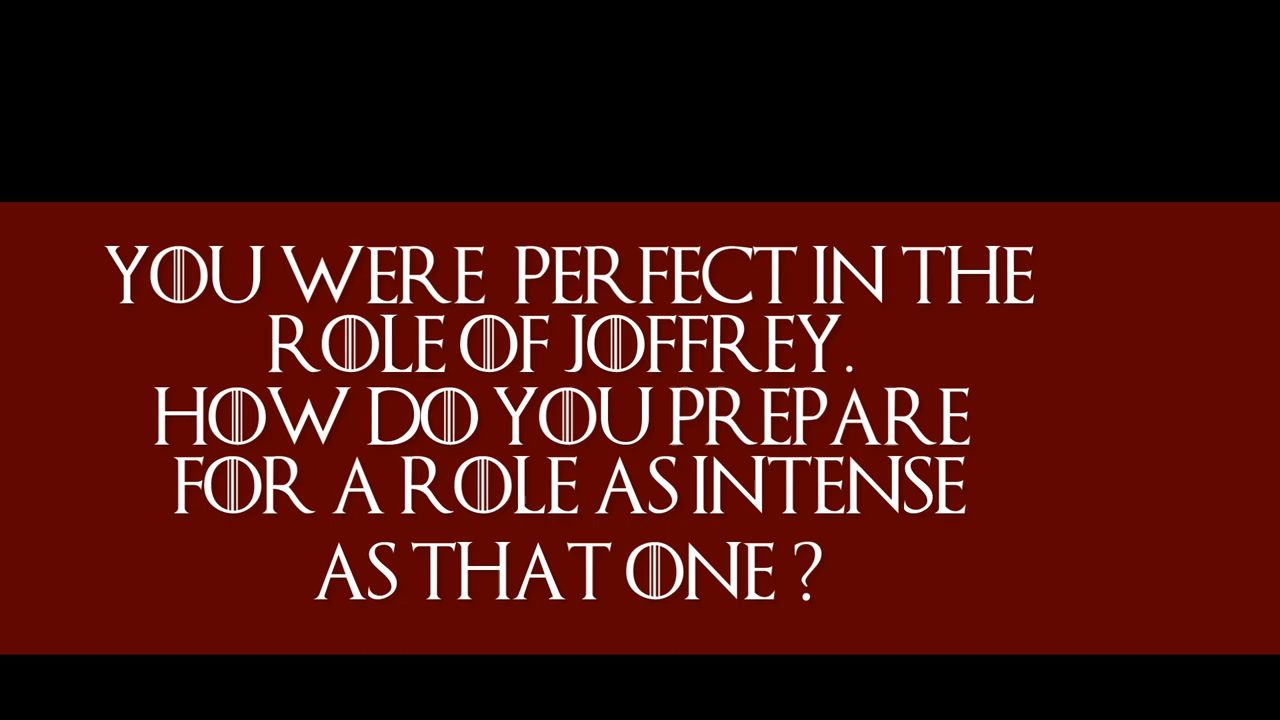 YOU WERE PERFECT IN THE
ROLE OF JOFFREY.
HOW DO YOU PREPARE
FOR A ROLE AS INTENSE
AS THAT ONE ?